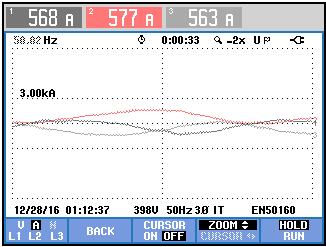 1 568 A 2 577 A 3 563 A
50.02 Hz 0:00:33 -2x U
3.00kA
12/28/16 01:12:37 398V 50Hz 3Ø IT EN50160
V A N
L1 L2 L3
BACK
CURSOR
ON OFF
ZOOM
CURSOR
HOLD
RUN